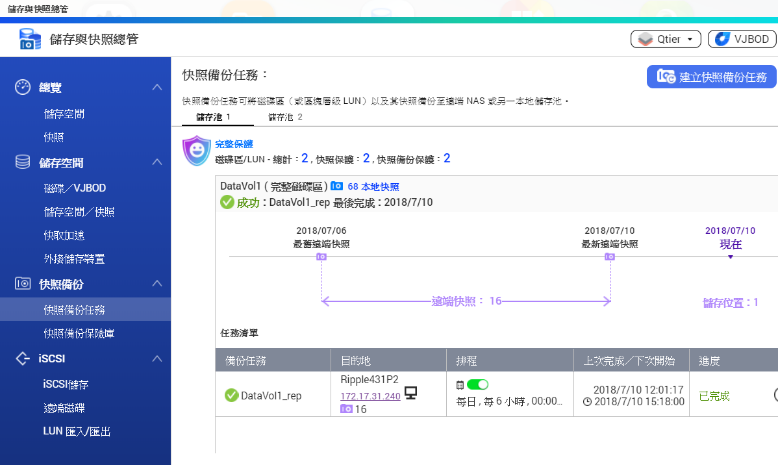 儲存與快照總管
儲存與快照總管
Qtier
VJBOD
總覽
儲存空間
快照
儲存空間
磁碟／VJBOD
儲存空間／快照
快取加速
外接儲存裝置
快照備份
快照備份任務
快照備份保險庫
iSCSI
iSCSI儲存
遠端磁碟
LUN 匯入/匯出
快照備份任務：
建立快照備份任務
快照備份任務可將磁碟區（或區塊層級 LUN）以及其快照備份至遠端 NAS 或另一本地儲存池。
儲存池 1
儲存池 2
完整保護
磁碟區/LUN - 總計：2 , 快照保護：2 , 快照備份保護：2
DataVol1 ( 完整磁碟區 ) 68 本地快照
成功：DataVol1_rep 最後完成：2018/7/10
2018/07/06
最舊遠端快照
2018/07/10
最新遠端快照
2018/07/10
現在
遠端快照： 16
儲存位置：1
任務清單
備份任務
目的地
排程
上次完成／下次開始
進度
DataVol1_rep
Ripple431P2
172.17.31.240
16
每日 , 每 6 小時 , 00:00...
2018/7/10 12:01:17
2018/7/10 15:18:00
已完成